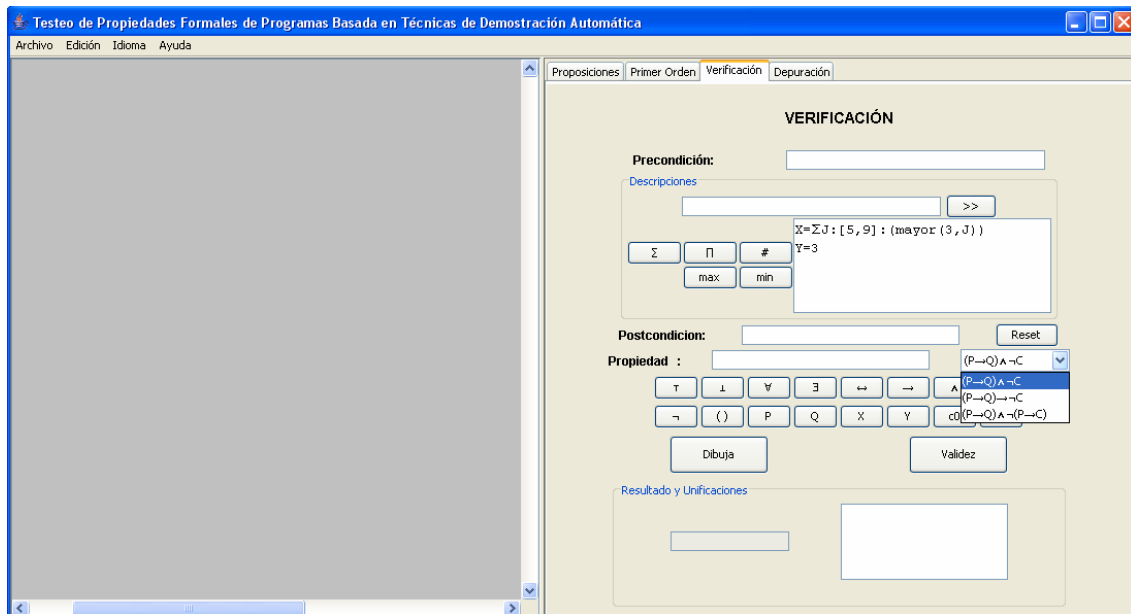 Testeo de Propiedades Formales de Programas Basada en Técnicas de Demostración Automática
Archivo Edición Idioma Ayuda
Proposiciones Primer Orden Verificación Depuración
VERIFICACIÓN
Precondición:
Descripciones
>>
X=ΣJ:[5,9]:(mayor(3,J))
Y=3
Σ Π #
max min
Postcondicion:
Reset
Propiedad :
(P→Q)∧¬C
⊤ ⊥ ∀ ∃ ↔ → ∧
(P→Q)∧¬C
(P→Q)→¬C
(P→Q)∧¬(P→C)
¬ () P Q X Y c0
Dibuja Validez
Resultado y Unificaciones